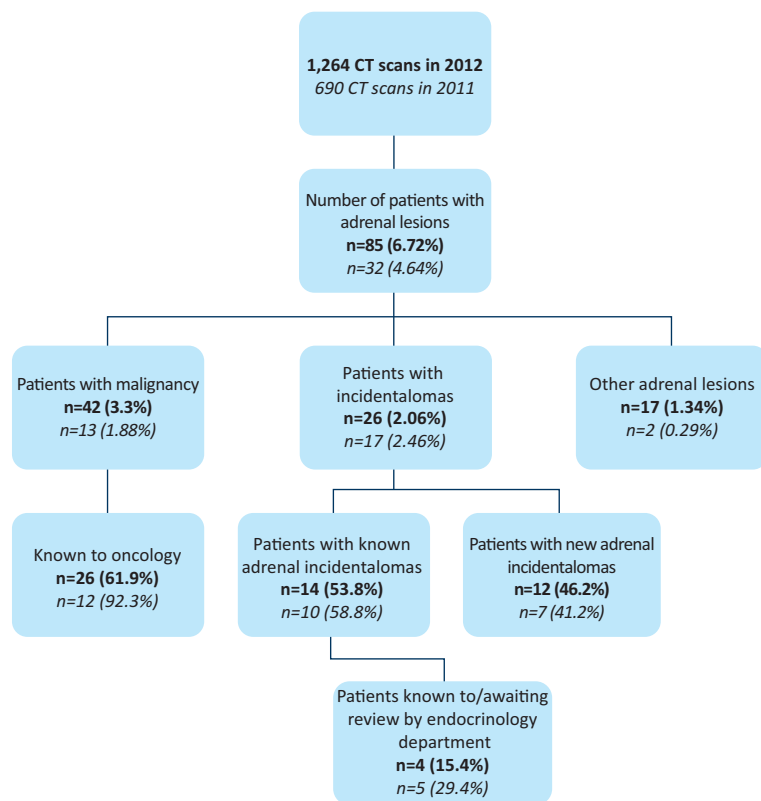 1,264 CT scans in 2012
690 CT scans in 2011
Number of patients with
adrenal lesions
n=85 (6.72%)
n=32 (4.64%)
Patients with malignancy
n=42 (3.3%)
n=13 (1.88%)
Patients with
incidentalomas
n=26 (2.06%)
n=17 (2.46%)
Other adrenal lesions
n=17 (1.34%)
n=2 (0.29%)
Known to oncology
n=26 (61.9%)
n=12 (92.3%)
Patients with known
adrenal incidentalomas
n=14 (53.8%)
n=10 (58.8%)
Patients with new adrenal
incidentalomas
n=12 (46.2%)
n=7 (41.2%)
Patients known to/awaiting
review by endocrinology
department
n=4 (15.4%)
n=5 (29.4%)